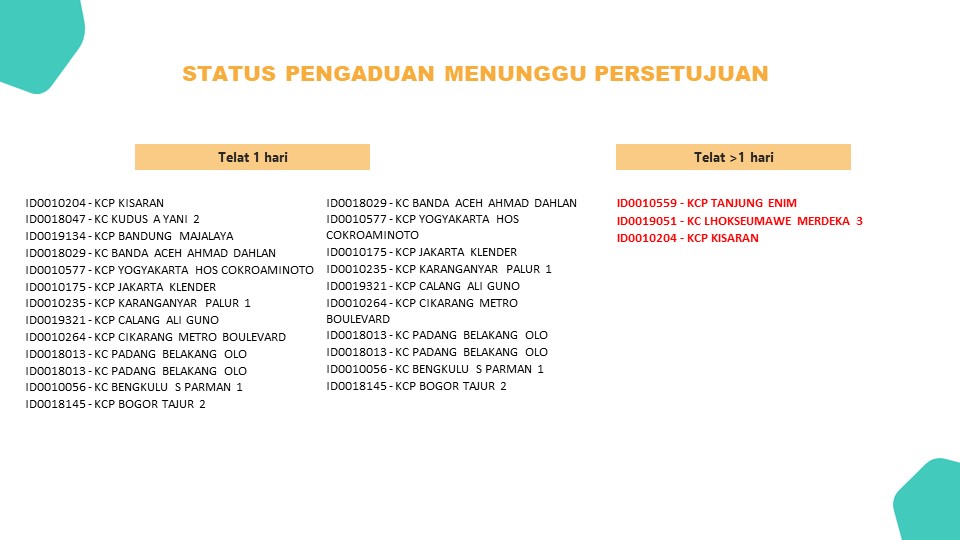 STATUS PENGADUAN MENUNGGU PERSETUJUAN
Telat 1 hari
ID0010204 - KCP KISARAN
ID0018047 - KC KUDUS A YANI 2
ID0019134 - KCP BANDUNG MAJALAYA
ID0018029 - KC BANDA ACEH AHMAD DAHLAN
ID0010577 - KCP YOGYAKARTA HOS COKROAMINOTO
ID0010175 - KCP JAKARTA KLENDER
ID0010235 - KCP KARANGANYAR PALUR 1
ID0019321 - KCP CALANG ALI GUNO
ID0010264 - KCP CIKARANG METRO BOULEVARD
ID0018013 - KC PADANG BELAKANG OLO
ID0018013 - KC PADANG BELAKANG OLO
ID0010056 - KC BENGKULU S PARMAN 1
ID0018145 - KCP BOGOR TAJUR 2
ID0018029 - KC BANDA ACEH AHMAD DAHLAN
ID0010577 - KCP YOGYAKARTA HOS
COKROAMINOTO
ID0010175 - KCP JAKARTA KLENDER
ID0010235 - KCP KARANGANYAR PALUR 1
ID0019321 - KCP CALANG ALI GUNO
ID0010264 - KCP CIKARANG METRO
BOULEVARD
ID0018013 - KC PADANG BELAKANG OLO
ID0018013 - KC PADANG BELAKANG OLO
ID0010056 - KC BENGKULU S PARMAN 1
ID0018145 - KCP BOGOR TAJUR 2
Telat >1 hari
ID0010559 - KCP TANJUNG ENIM
ID0019051 - KC LHOKSEUMAWE MERDEKA 3
ID0010204 - KCP KISARAN